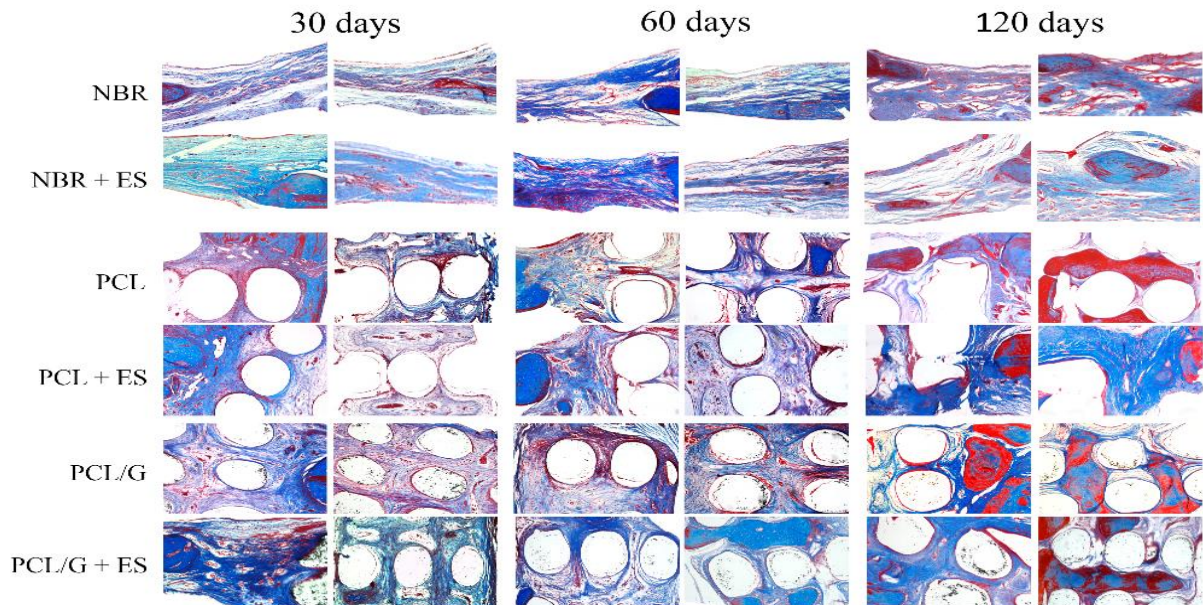 30 days
60 days
120 days
NBR
NBR + ES
PCL
PCL + ES
PCL/G
PCL/G + ES